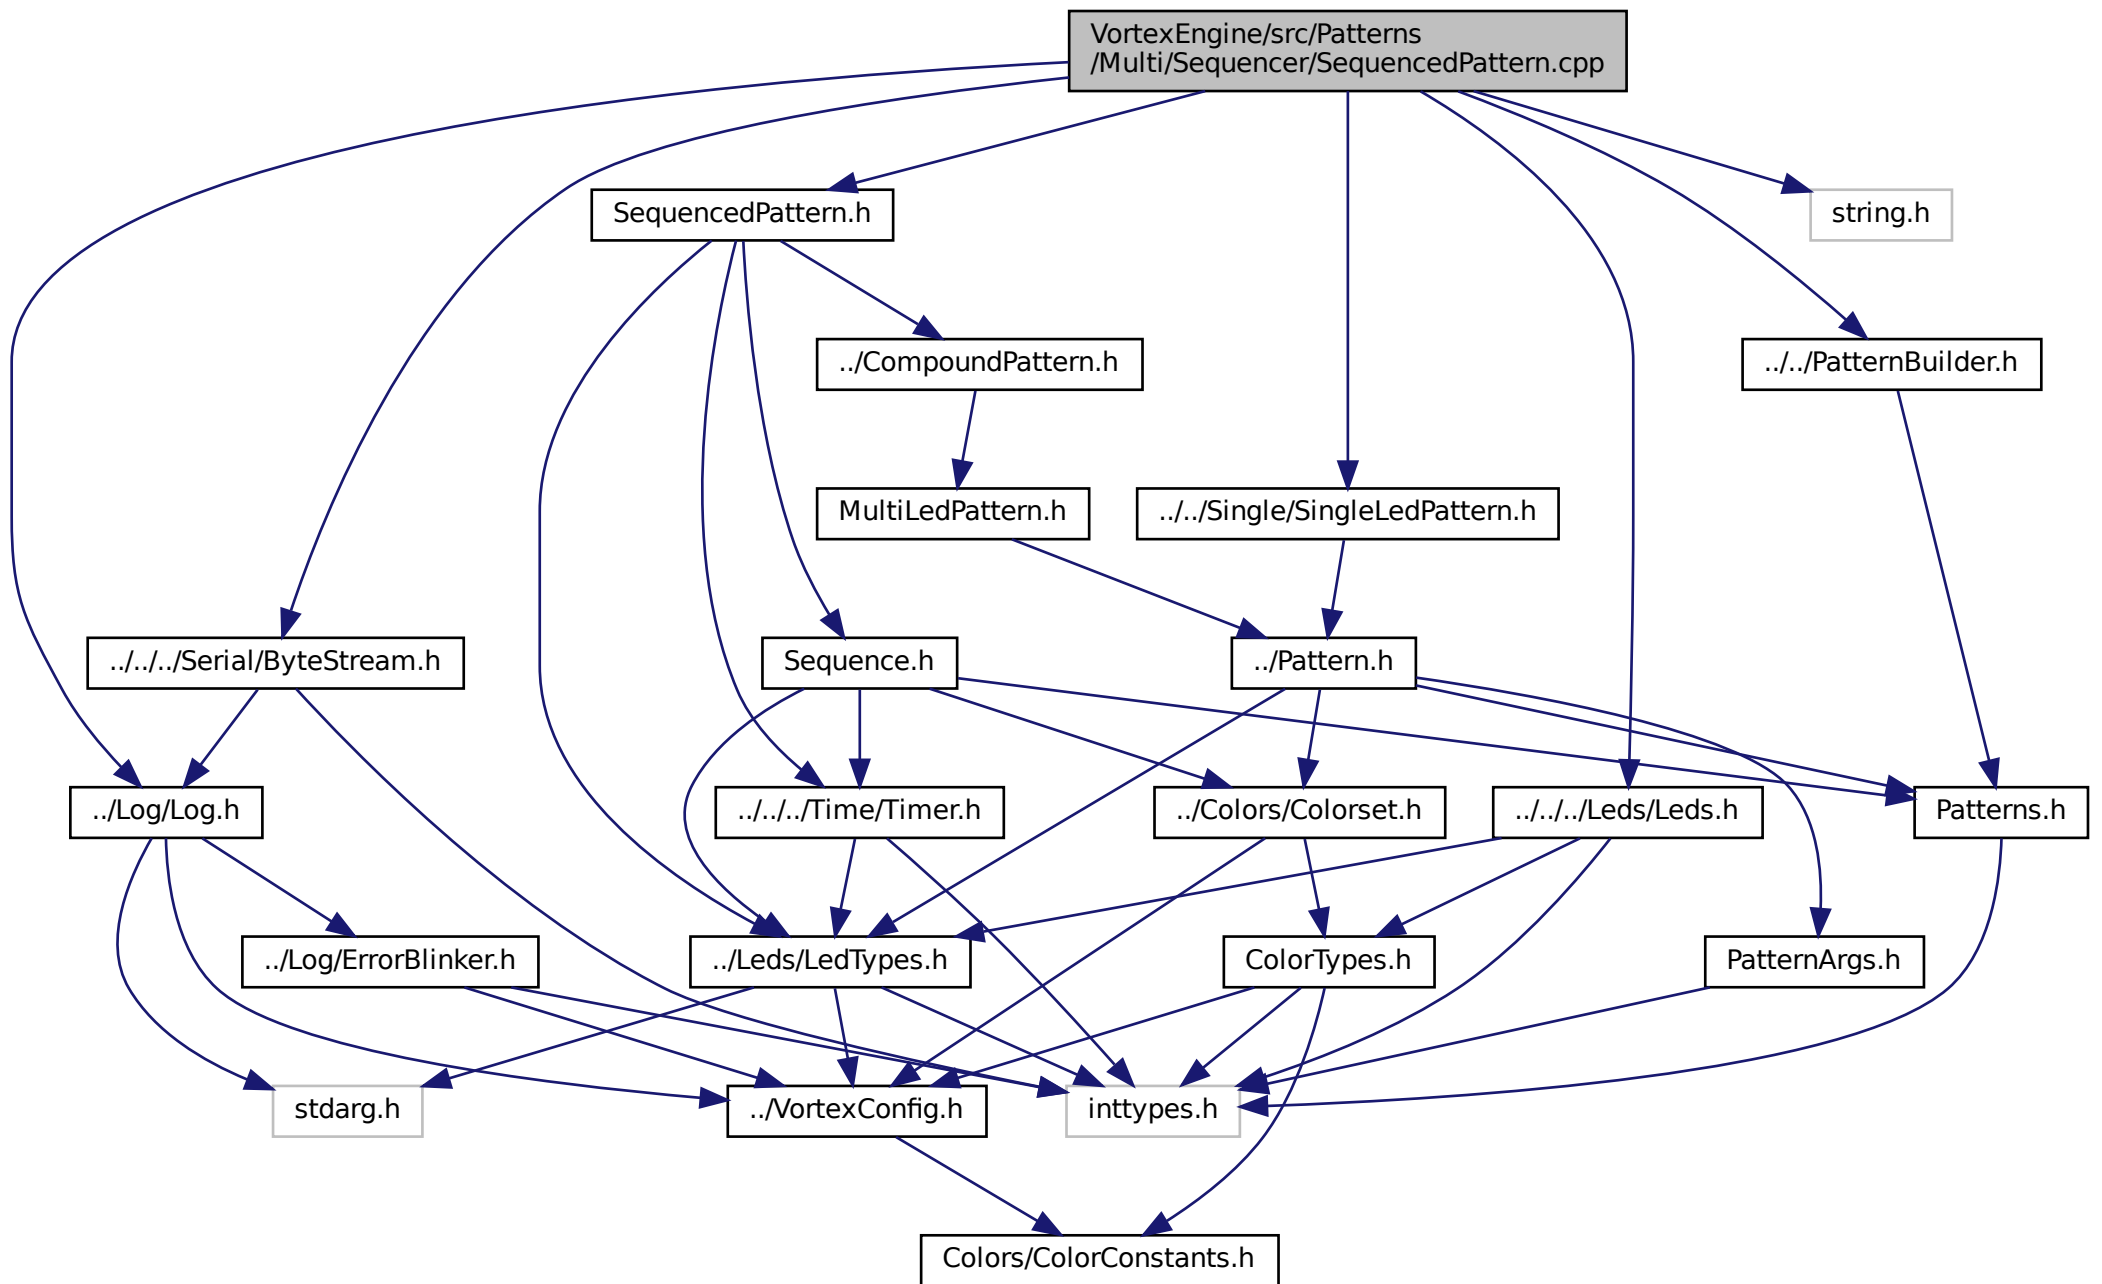 VortexEngine/src/Patterns
/Multi/Sequencer/SequencedPattern.cpp
SequencedPattern.h
string.h
../CompoundPattern.h
../../PatternBuilder.h
MultiLedPattern.h
../../Single/SingleLedPattern.h
../../../Serial/ByteStream.h
Sequence.h
../Pattern.h
../Log/Log.h
../../../Time/Timer.h
../Colors/Colorset.h
../../../Leds/Leds.h
Patterns.h
../Log/ErrorBlinker.h
../Leds/LedTypes.h
ColorTypes.h
PatternArgs.h
stdarg.h
../VortexConfig.h
inttypes.h
Colors/ColorConstants.h